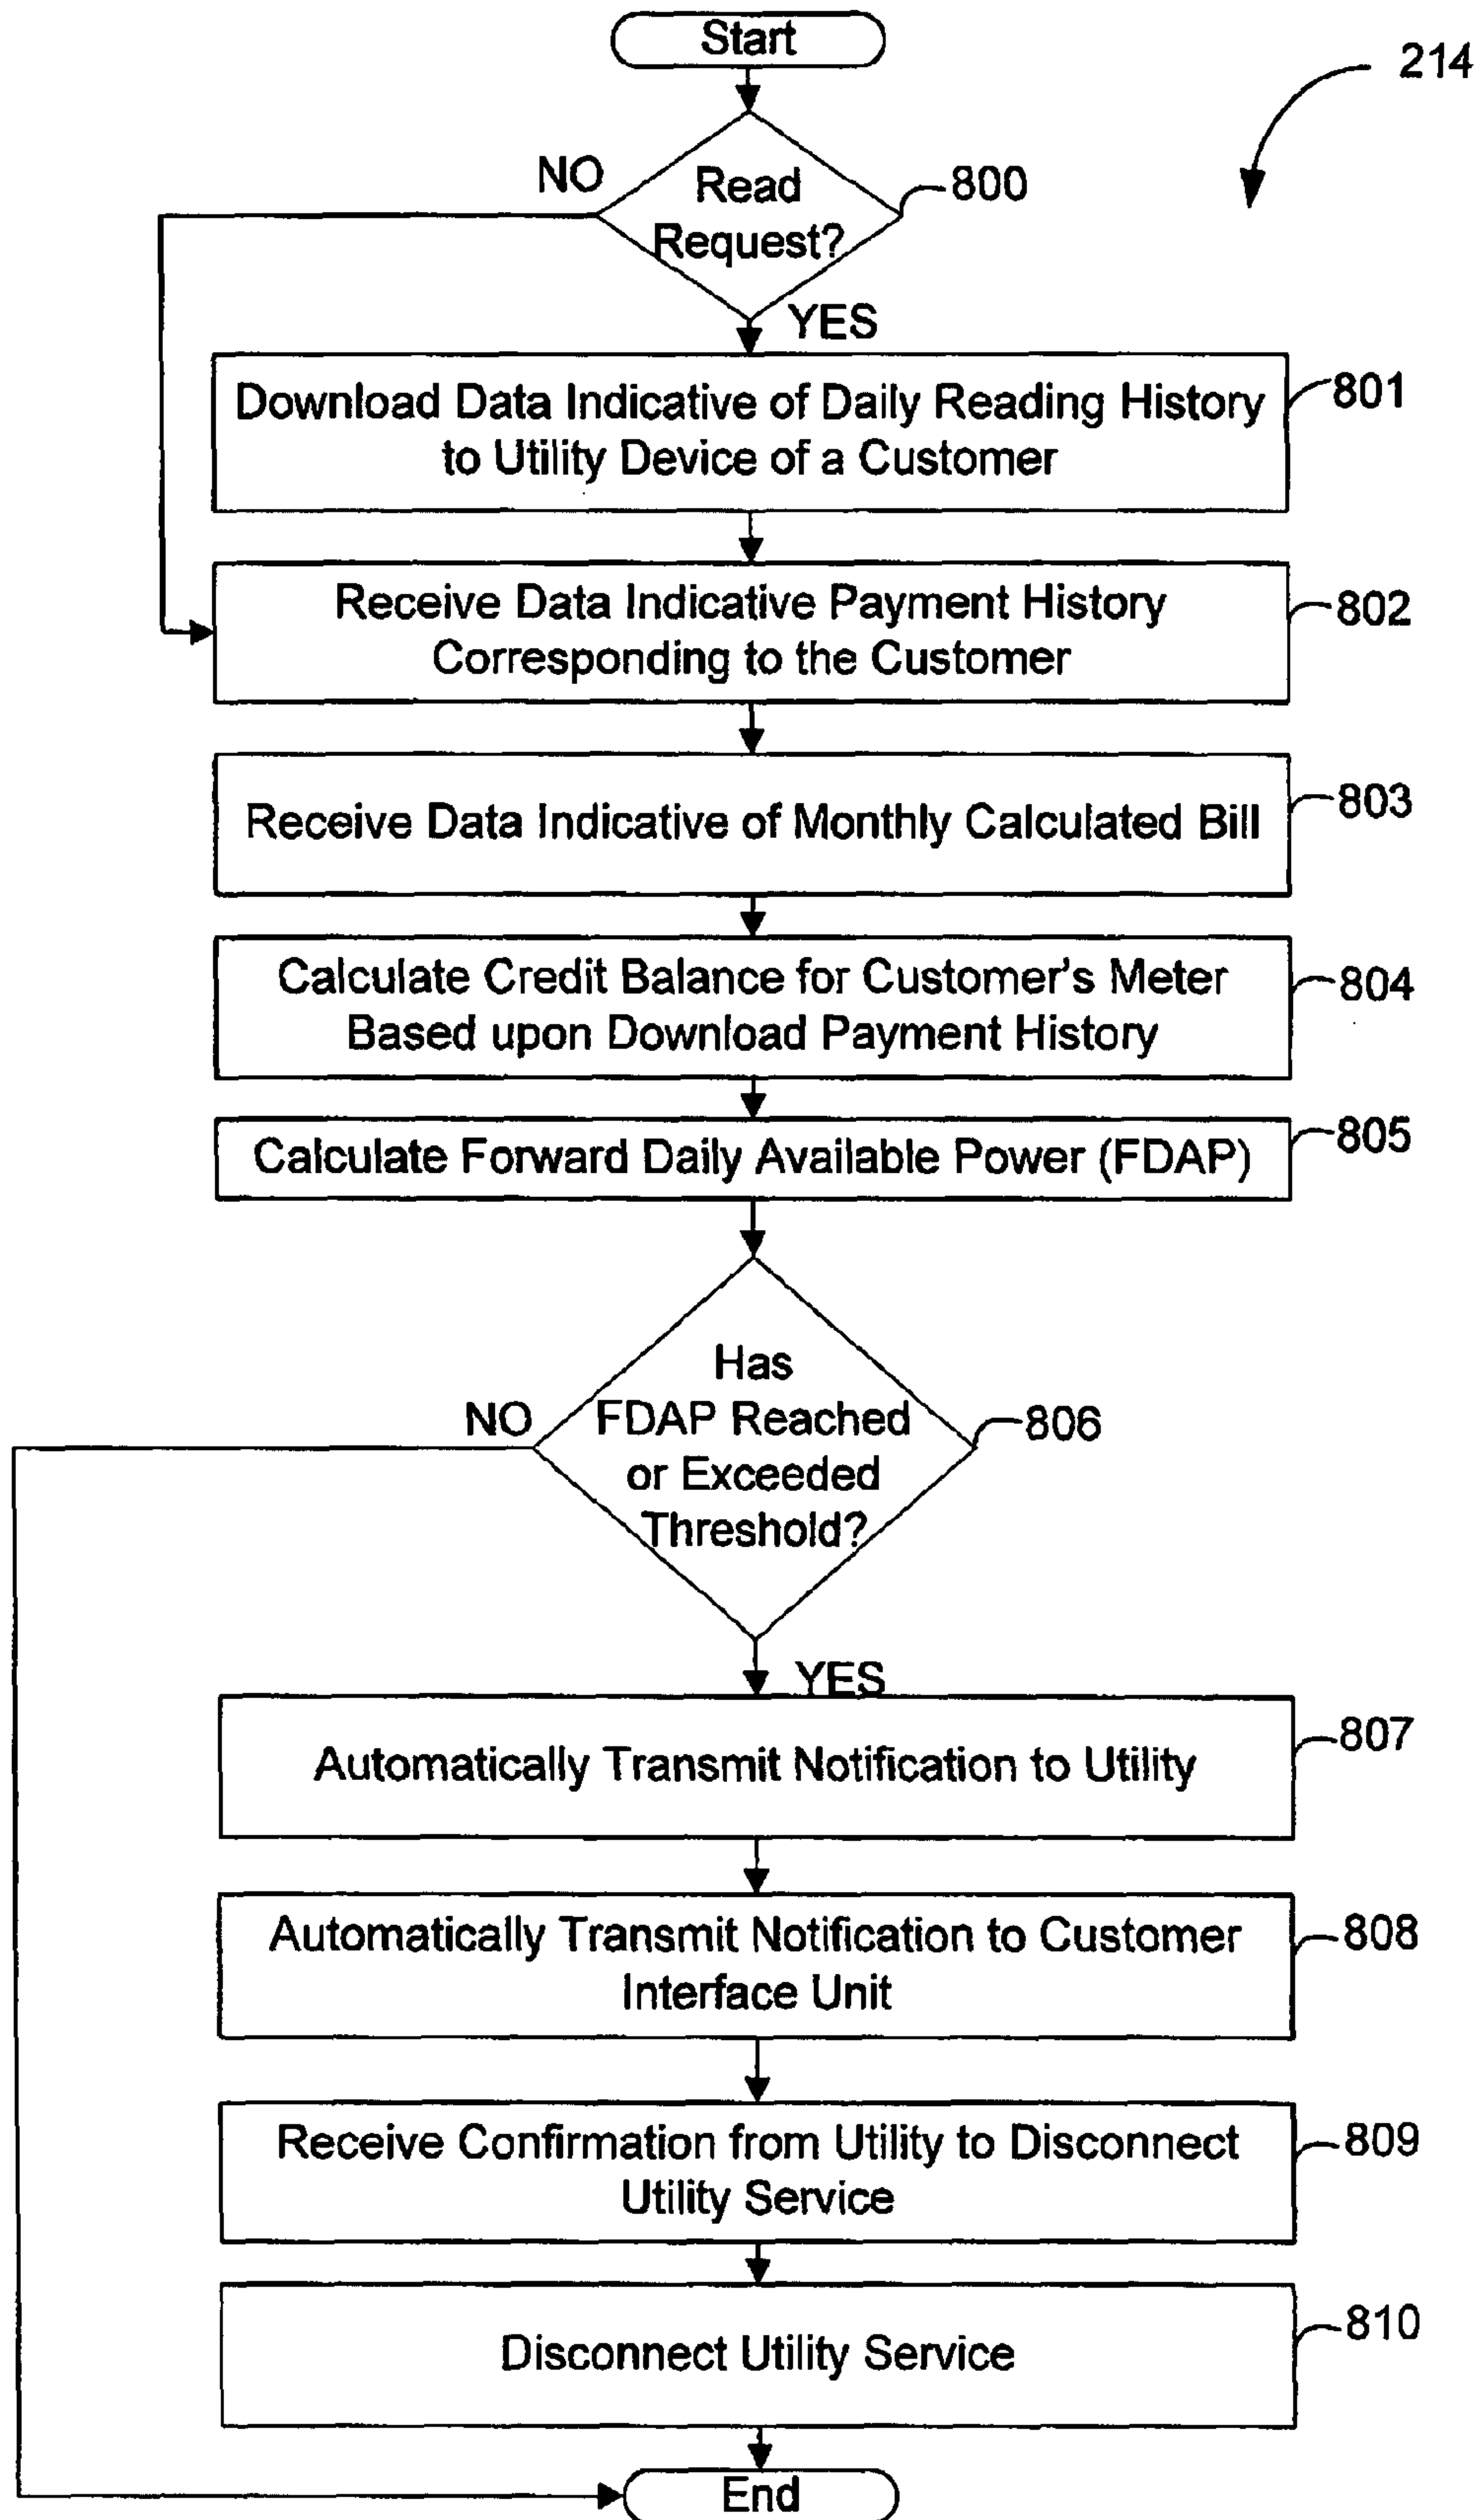 Start
214
NO
Read
Request?
800
YES
Download Data Indicative of Daily Reading History
to Utility Device of a Customer
801
Receive Data Indicative Payment History
Corresponding to the Customer
802
Receive Data Indicative of Monthly Calculated Bill
803
Calculate Credit Balance for Customer's Meter
Based upon Download Payment History
804
Calculate Forward Daily Available Power (FDAP)
805
Has
FDAP Reached
or Exceeded
Threshold?
NO
806
YES
Automatically Transmit Notification to Utility
807
Automatically Transmit Notification to Customer
Interface Unit
808
Receive Confirmation from Utility to Disconnect
Utility Service
809
Disconnect Utility Service
810
End